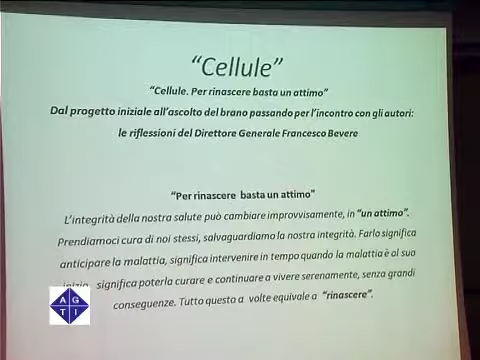 “Cellule”
“Cellule. Per rinascere basta un attimo”
Dal progetto iniziale all’ascolto del brano passando per l’incontro con gli autori:
le riflessioni del Direttore Generale Francesco Bevere
“Per rinascere basta un attimo”
L’integrità della nostra salute può cambiare improvvisamente, in “un attimo”.
Prendiamoci cura di noi stessi, salvaguardiamo la nostra integrità. Farlo significa
anticipare la malattia, significa intervenire in tempo quando la malattia è al suo
inizio, significa poterla curare e continuare a vivere serenamente, senza grandi
conseguenze. Tutto questo a volte equivale a “rinascere”.
A G
T I